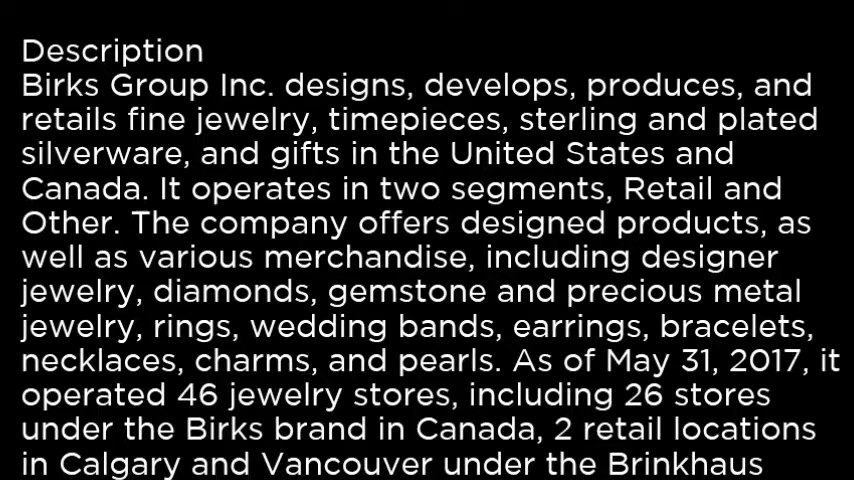 Description
Birks Group Inc. designs, develops, produces, and
retails fine jewelry, timepieces, sterling and plated
silverware, and gifts in the United States and
Canada. It operates in two segments, Retail and
Other. The company offers designed products, as
well as various merchandise, including designer
jewelry, diamonds, gemstone and precious metal
jewelry, rings, wedding bands, earrings, bracelets,
necklaces, charms, and pearls. As of May 31, 2017, it
operated 46 jewelry stores, including 26 stores
under the Birks brand in Canada, 2 retail locations
in Calgary and Vancouver under the Brinkhaus